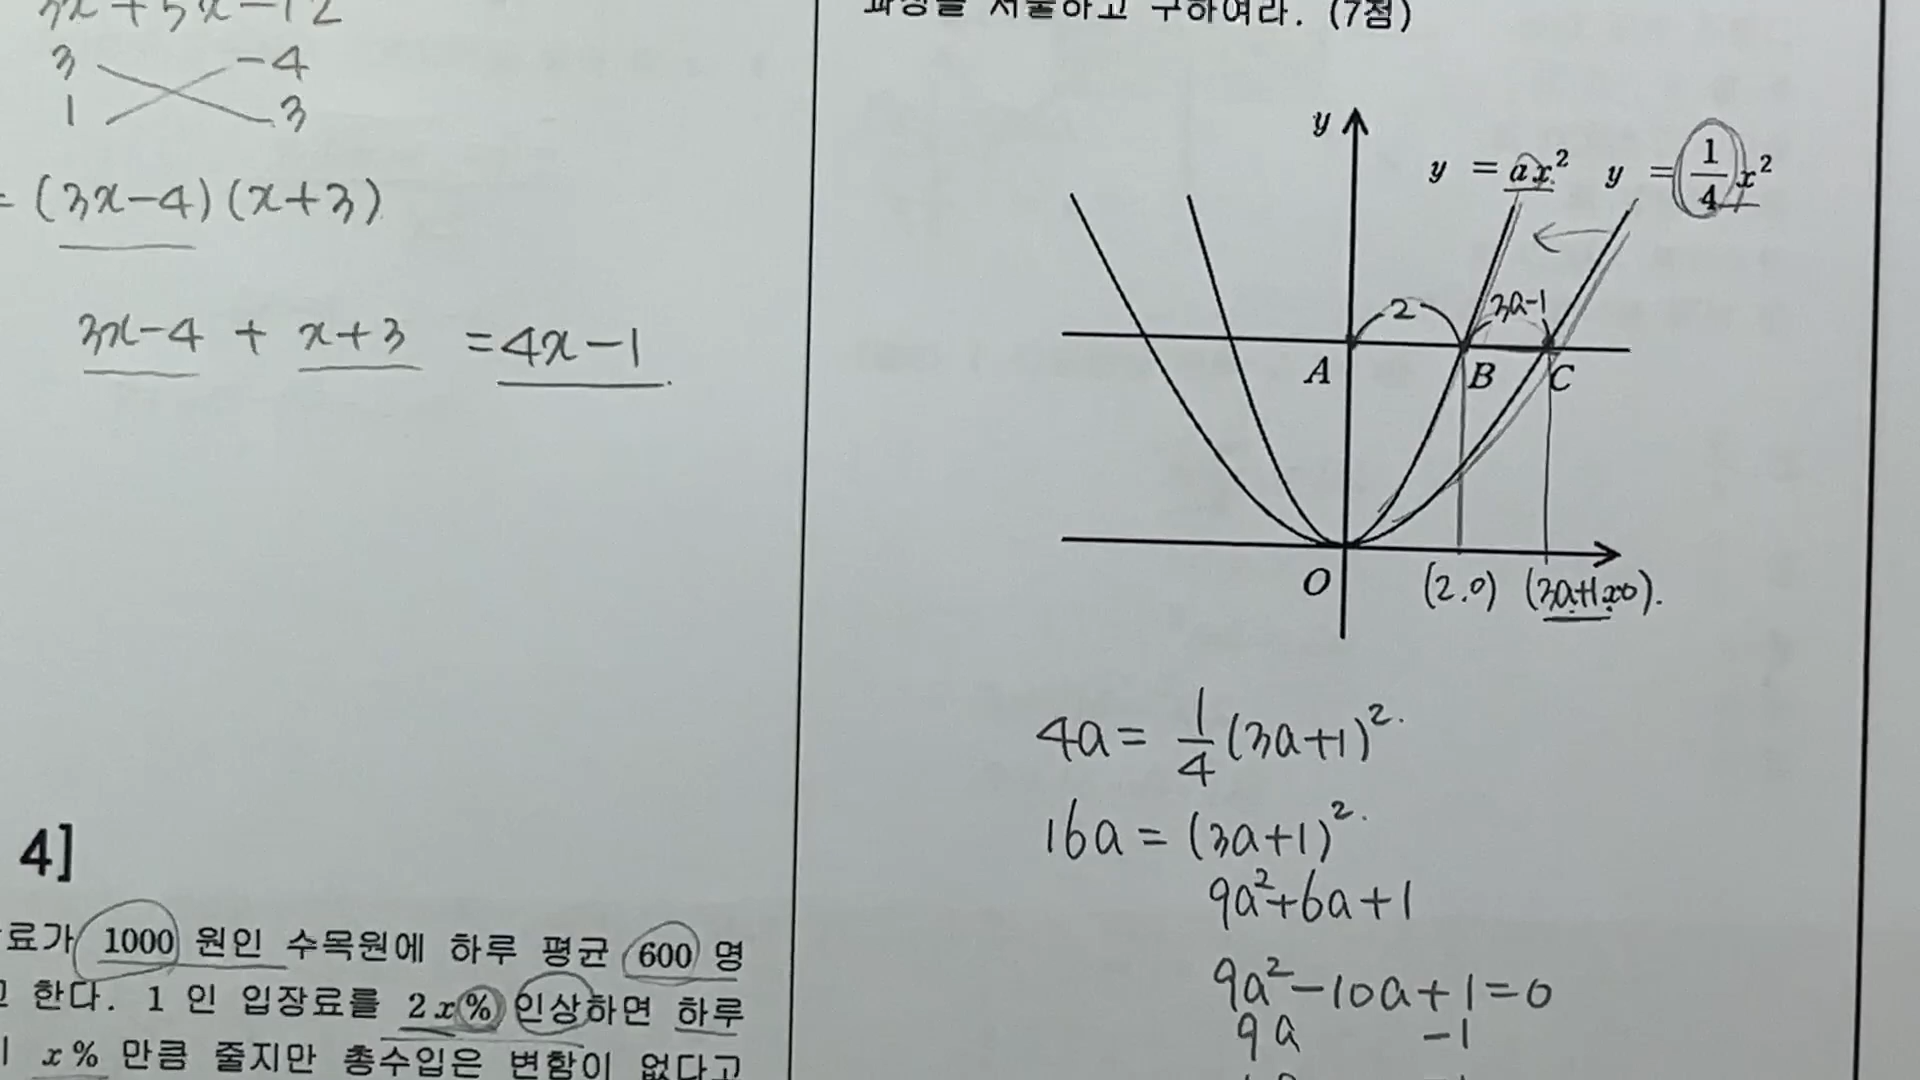 3x²+5x-12
3 -4
1 3
= (3x-4)(x+3)
3x-4 + x+3 = 4x-1
4]
료가 1000 원인 수목원에 하루 평균 600 명
고 한다. 1 인 입장료를 2x% 인상하면 하루
x% 만큼 줄지만 총수입은 변함이 없다고
과정을 서술하고 구하여라. (7점)
y
y = ax² y = 1/4 x²
2 3a-1
A B C
O (2.0) (3a+1
4a = 1/4 (3a+1)².
16a = (3a+1)².
9a²+6a+1
9a²-10a+1=0
9a -1